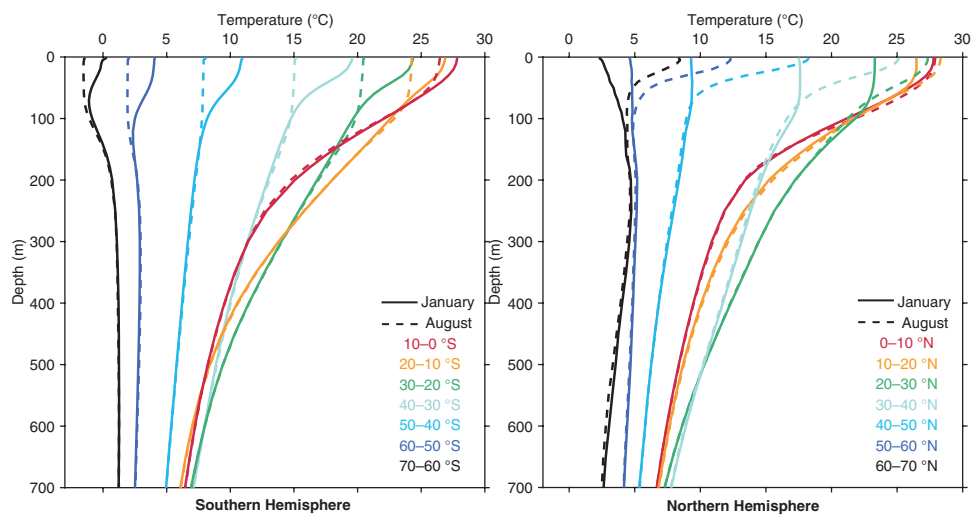 Temperature (°C)
0 5 10 15 20 25 30
0
100
200
300
400
500
600
700
Depth (m)
January
August
10–0 °S
20–10 °S
30–20 °S
40–30 °S
50–40 °S
60–50 °S
70–60 °S
Southern Hemisphere
Temperature (°C)
0 5 10 15 20 25 30
0
100
200
300
400
500
600
700
Depth (m)
January
August
0–10 °N
10–20 °N
20–30 °N
30–40 °N
40–50 °N
50–60 °N
60–70 °N
Northern Hemisphere